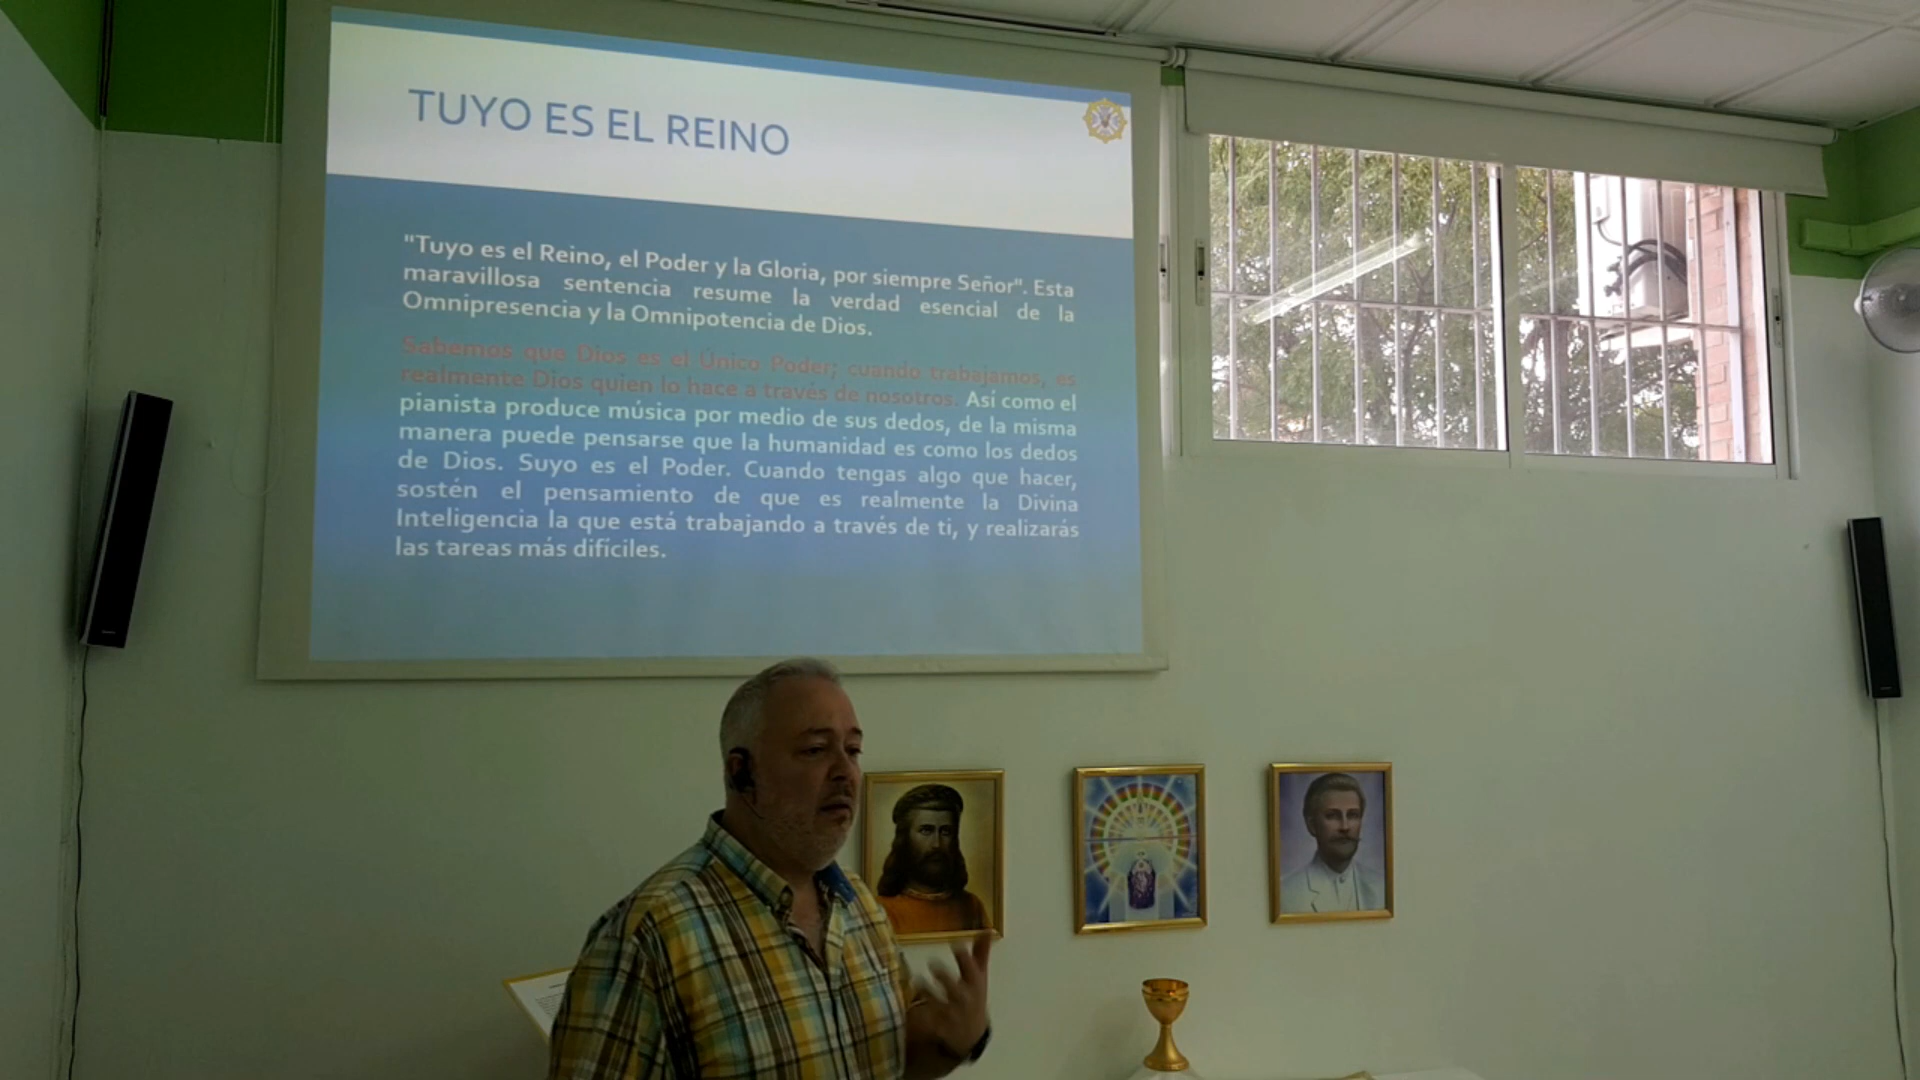 TUYO ES EL REINO
"Tuyo es el Reino, el Poder y la Gloria, por siempre Señor". Esta
maravillosa sentencia resume la verdad esencial de la
Omnipresencia y la Omnipotencia de Dios.
Sabemos que Dios es el Único Poder; cuando trabajamos, es
realmente Dios quien lo hace a través de nosotros. Así como el
pianista produce música por medio de sus dedos, de la misma
manera puede pensarse que la humanidad es como los dedos
de Dios. Suyo es el Poder. Cuando tengas algo que hacer,
sostén el pensamiento de que es realmente la Divina
Inteligencia la que está trabajando a través de ti, y realizarás
las tareas más difíciles.